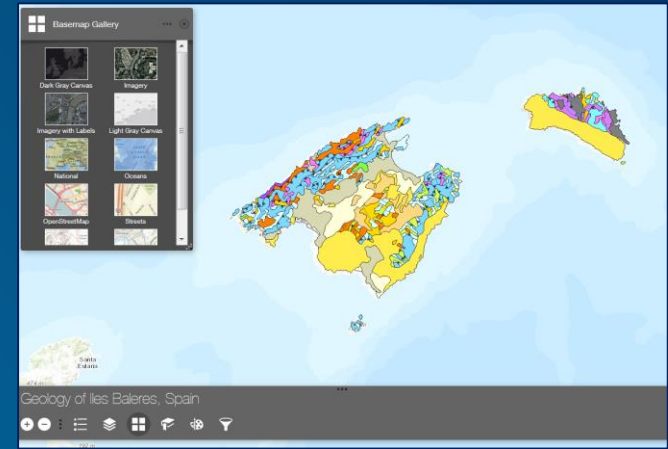 Basemap Gallery
Dark Gray Canvas
Imagery
Imagery with Labels
Light Gray Canvas
National
Oceans
OpenStreetMap
Streets
Santa
Eulària
Geology of Iles Baleres, Spain